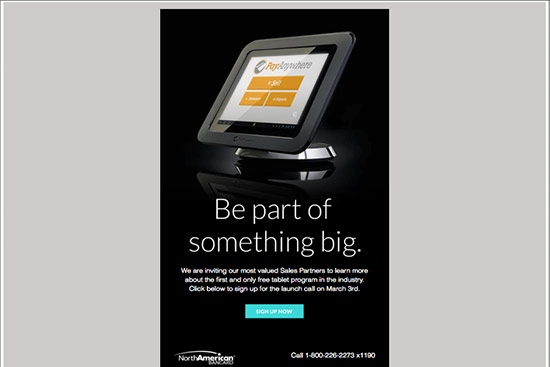 PayAnywhere
Be part of
something big.
We are inviting our most valued Sales Partners to learn more
about the first and only free tablet program in the industry.
Click below to sign up for the launch call on March 3rd.
SIGN UP NOW
NorthAmerican®
BANCARD
Call 1-800-226-2273 x1190